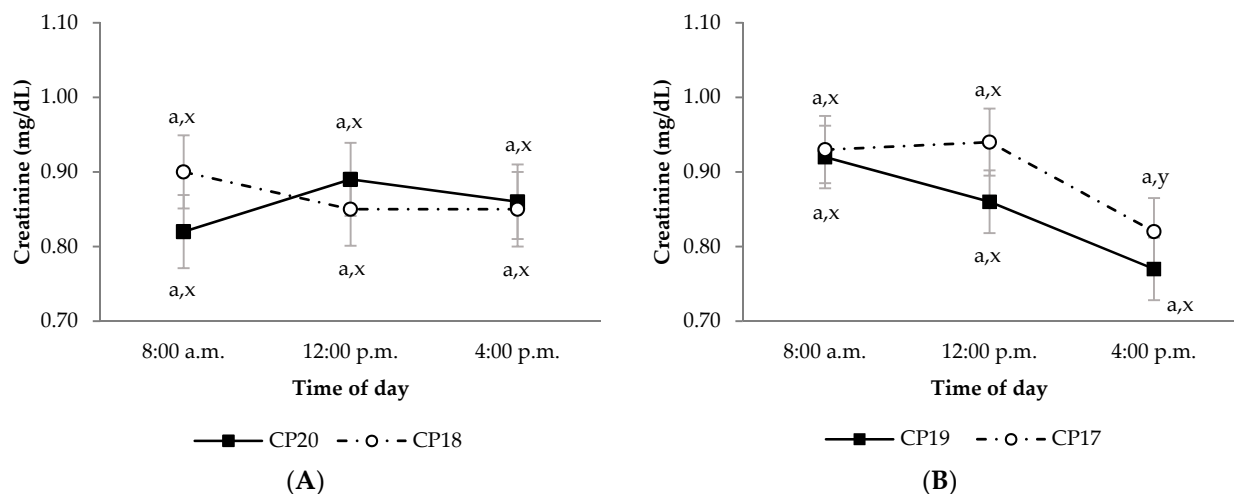 1.10
1.00
0.90
0.80
0.70
Creatinine (mg/dL)
a,x a,x a,x
a,x a,x a,x
8:00 a.m. 12:00 p.m. 4:00 p.m.
Time of day
CP20 CP18
(A)
1.10
1.00
0.90
0.80
0.70
Creatinine (mg/dL)
a,x a,x a,y
a,x a,x a,x
8:00 a.m. 12:00 p.m. 4:00 p.m.
Time of day
CP19 CP17
(B)